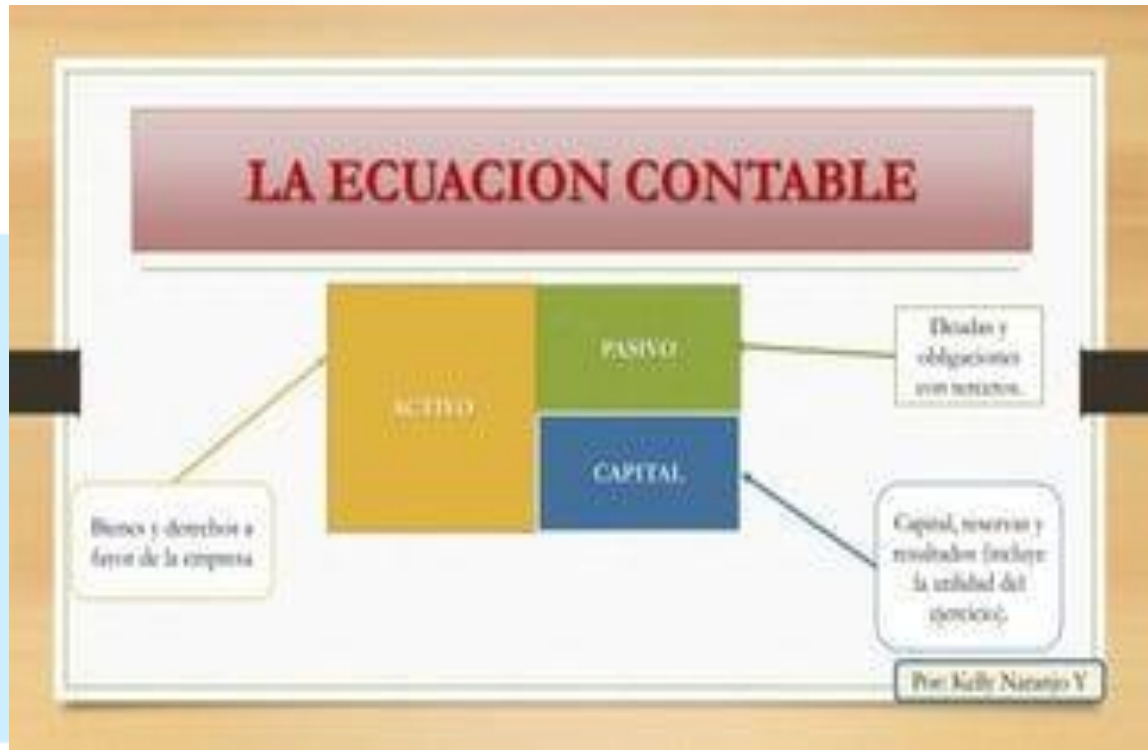 LA ECUACION CONTABLE
ACTIVO
PASIVO
CAPITAL
Deudas y
obligaciones
con terceros.
Bienes y derechos a
favor de la empresa
Capital, reservas y
resultados (incluye
la utilidad del
ejercicio).
Por: Kelly Naranjo Y